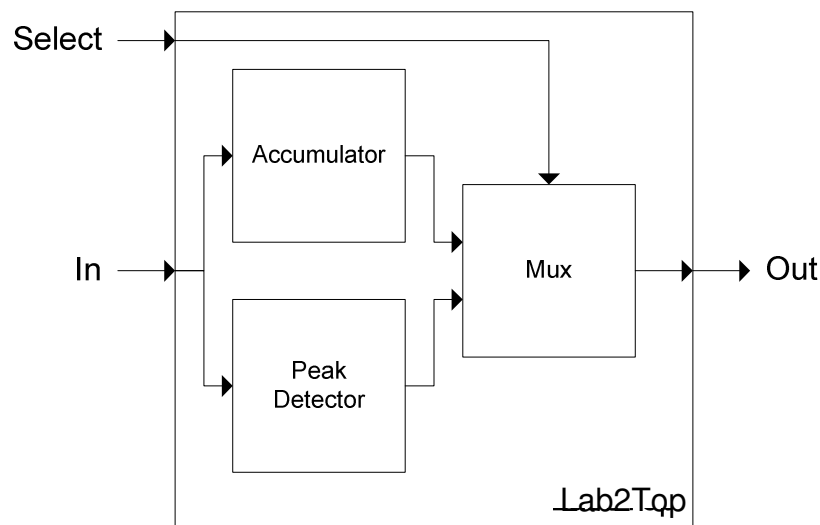 Select
Accumulator
In
Mux
Out
Peak
Detector
Lab2Top